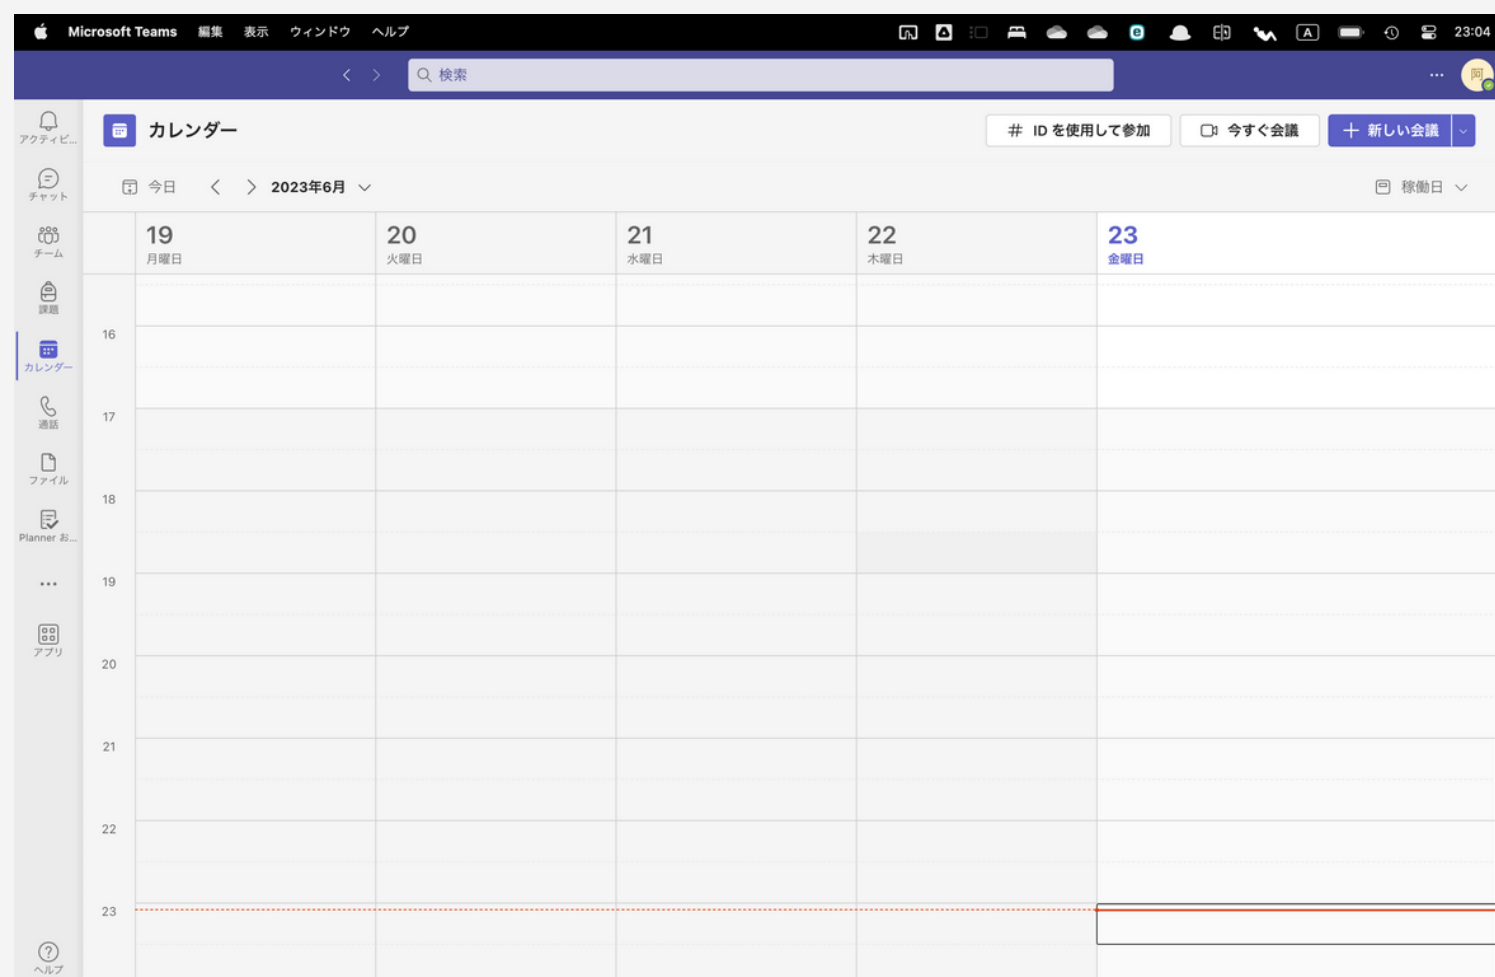 Microsoft Teams 編集 表示 ウィンドウ ヘルプ A 23:04
検索 ... 阿
アクティビ...
チャット
チーム
課題
カレンダー
通話
ファイル
Planner お...
アプリ
ヘルプ
カレンダー # ID を使用して参加 今すぐ会議 + 新しい会議
今日 2023年6月 稼働日
19 20 21 22 23
月曜日 火曜日 水曜日 木曜日 金曜日
16
17
18
19
20
21
22
23